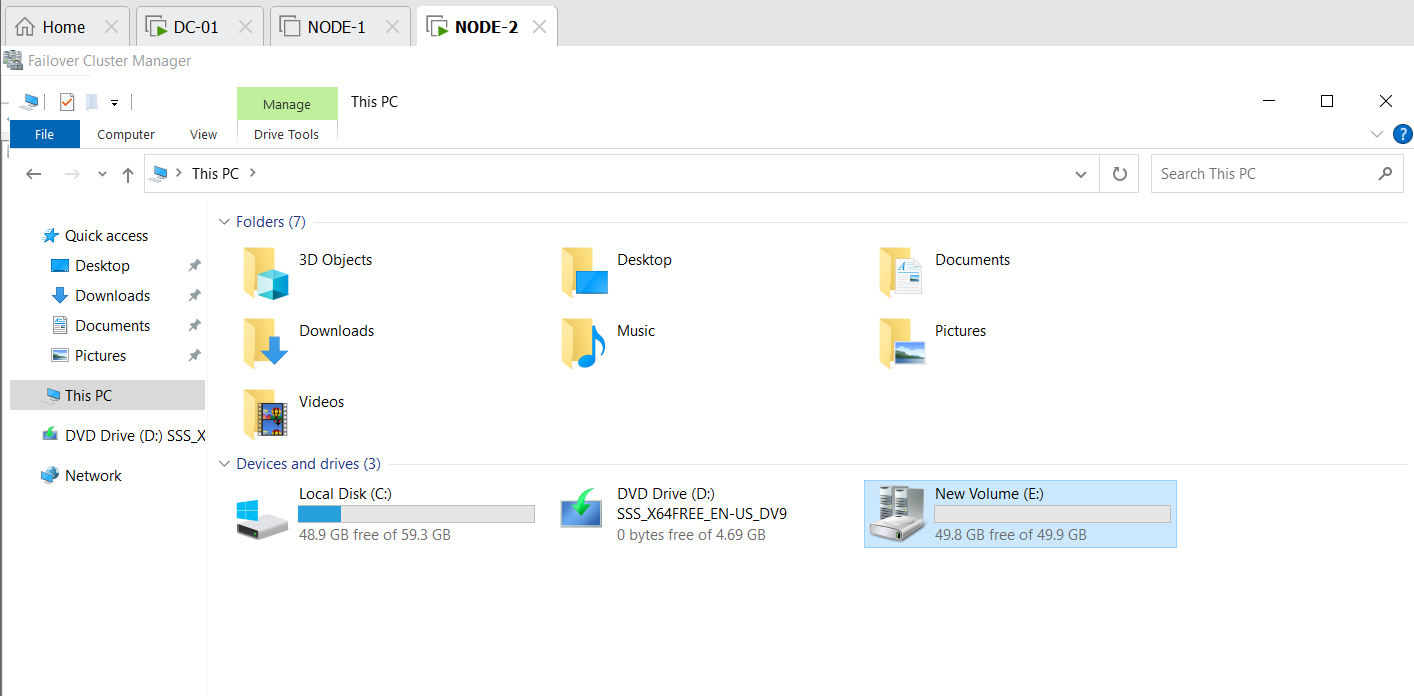 Home
DC-01
NODE-1
NODE-2
Failover Cluster Manager
Manage
This PC
File
Computer
View
Drive Tools
This PC
Search This PC
Quick access
Desktop
Downloads
Documents
Pictures
This PC
DVD Drive (D:) SSS_X
Network
Folders (7)
3D Objects
Desktop
Documents
Downloads
Music
Pictures
Videos
Devices and drives (3)
Local Disk (C:)
48.9 GB free of 59.3 GB
DVD Drive (D:)
SSS_X64FREE_EN-US_DV9
0 bytes free of 4.69 GB
New Volume (E:)
49.8 GB free of 49.9 GB